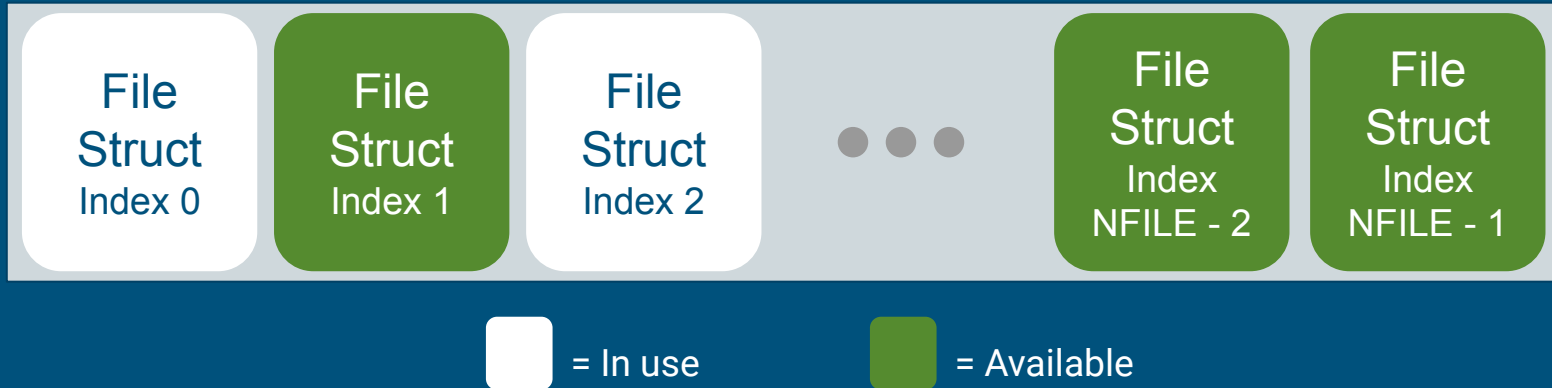 File
Struct
Index 0
File
Struct
Index 1
File
Struct
Index 2
File
Struct
Index
NFILE - 2
File
Struct
Index
NFILE - 1
= In use
= Available